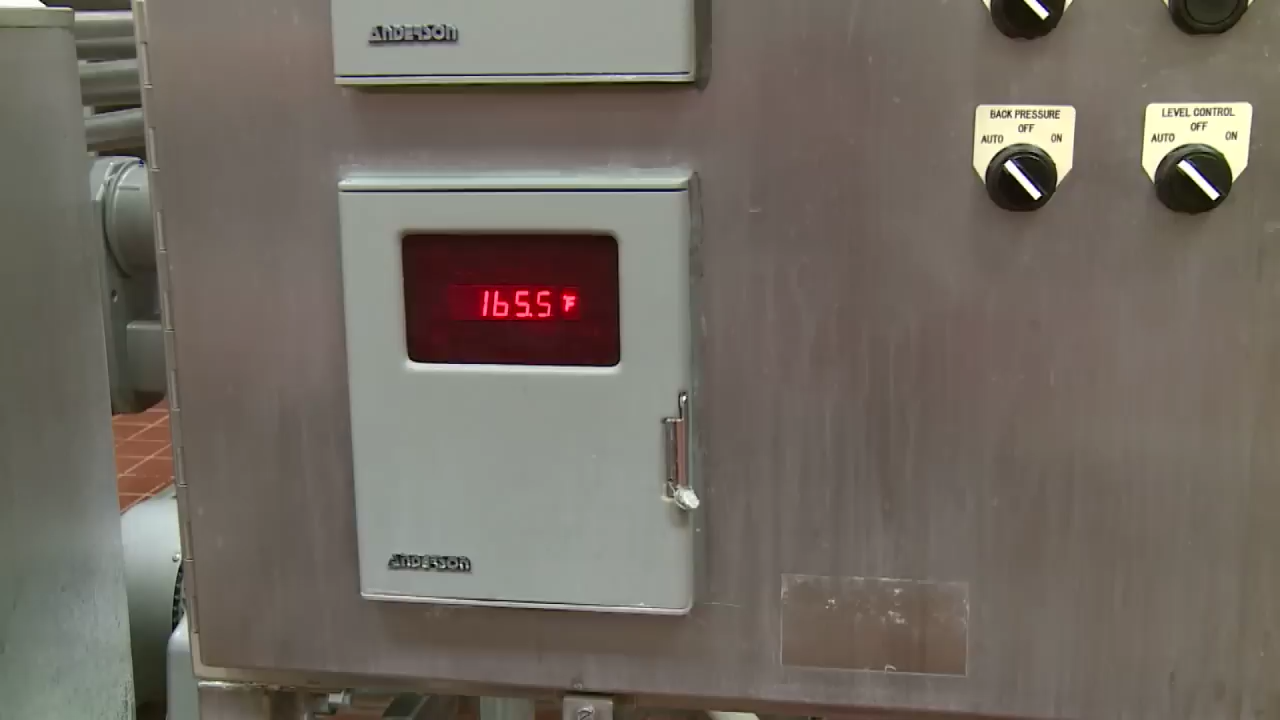 ANDERSON
BACK PRESSURE
OFF
AUTO ON
LEVEL CONTROL
OFF
AUTO ON
165.5 °F
ANDERSON